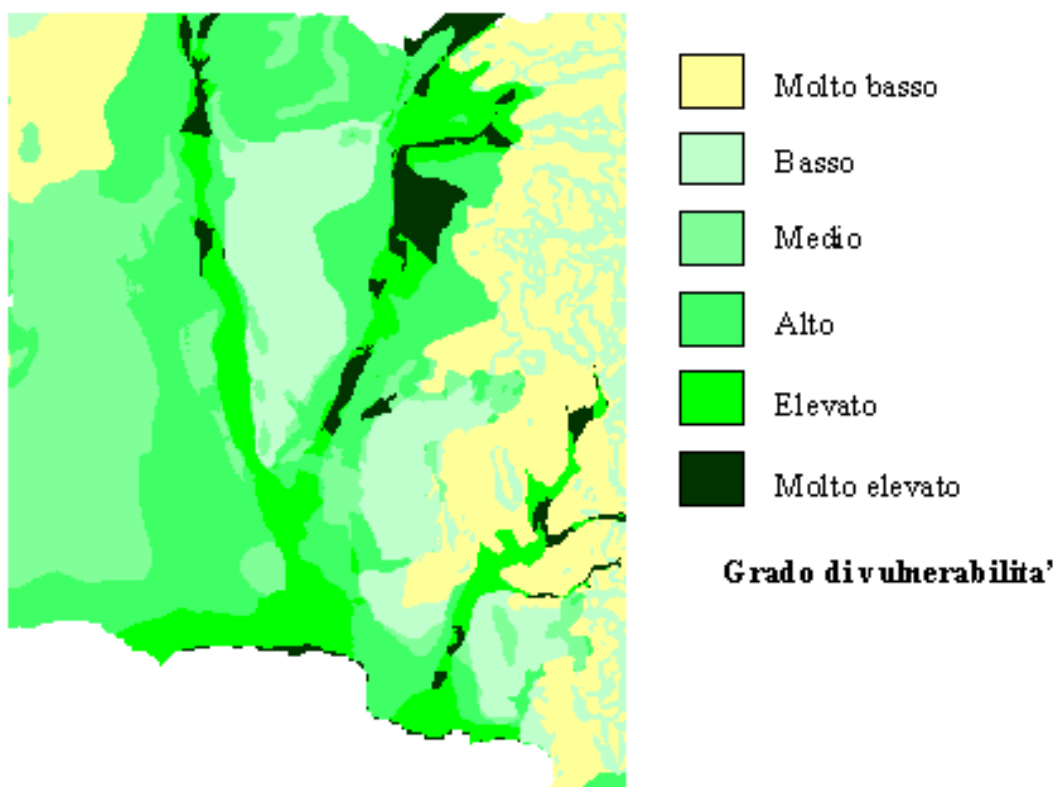 Molto basso
Basso
Medio
Alto
Elevato
Molto elevato
Grado di vulnerabilita'